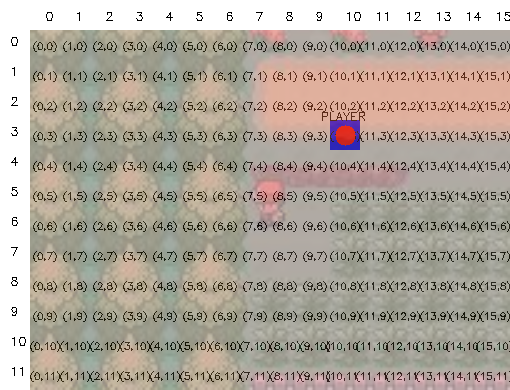 0 1 2 3 4 5 6 7 8 9 10 11 12 13 14 15
0 (0,0) (1,0) (2,0) (3,0) (4,0) (5,0) (6,0) (7,0) (8,0) (9,0) (10,0) (11,0) (12,0) (13,0) (14,0) (15,0)
1 (0,1) (1,1) (2,1) (3,1) (4,1) (5,1) (6,1) (7,1) (8,1) (9,1) (10,1) (11,1) (12,1) (13,1) (14,1) (15,1)
2 (0,2) (1,2) (2,2) (3,2) (4,2) (5,2) (6,2) (7,2) (8,2) (9,2) (10,2) (11,2) (12,2) (13,2) (14,2) (15,2)
PLAYER
3 (0,3) (1,3) (2,3) (3,3) (4,3) (5,3) (6,3) (7,3) (8,3) (9,3) (11,3) (12,3) (13,3) (14,3) (15,3)
4 (0,4) (1,4) (2,4) (3,4) (4,4) (5,4) (6,4) (7,4) (8,4) (9,4) (10,4) (11,4) (12,4) (13,4) (14,4) (15,4)
5 (0,5) (1,5) (2,5) (3,5) (4,5) (5,5) (6,5) (7,5) (8,5) (9,5) (10,5) (11,5) (12,5) (13,5) (14,5) (15,5)
6 (0,6) (1,6) (2,6) (3,6) (4,6) (5,6) (6,6) (7,6) (8,6) (9,6) (10,6) (11,6) (12,6) (13,6) (14,6) (15,6)
7 (0,7) (1,7) (2,7) (3,7) (4,7) (5,7) (6,7) (7,7) (8,7) (9,7) (10,7) (11,7) (12,7) (13,7) (14,7) (15,7)
8 (0,8) (1,8) (2,8) (3,8) (4,8) (5,8) (6,8) (7,8) (8,8) (9,8) (10,8) (11,8) (12,8) (13,8) (14,8) (15,8)
9 (0,9) (1,9) (2,9) (3,9) (4,9) (5,9) (6,9) (7,9) (8,9) (9,9) (10,9) (11,9) (12,9) (13,9) (14,9) (15,9)
10 (0,10) (1,10) (2,10) (3,10) (4,10) (5,10) (6,10) (7,10) (8,10) (9,10) (10,10) (11,10) (12,10) (13,10) (14,10) (15,10)
11 (0,11) (1,11) (2,11) (3,11) (4,11) (5,11) (6,11) (7,11) (8,11) (9,11) (10,11) (11,11) (12,11) (13,11) (14,11) (15,11)